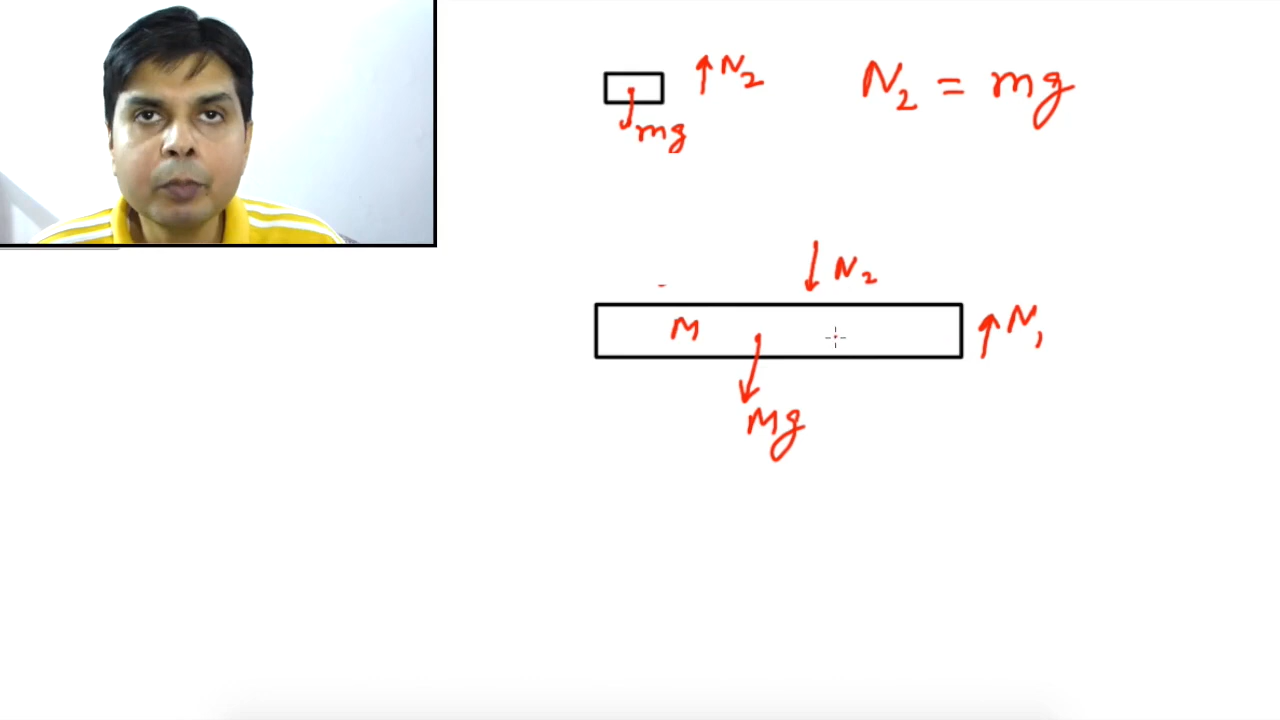 N₂ N₂ = mg
mg
N₂
M N₁
Mg